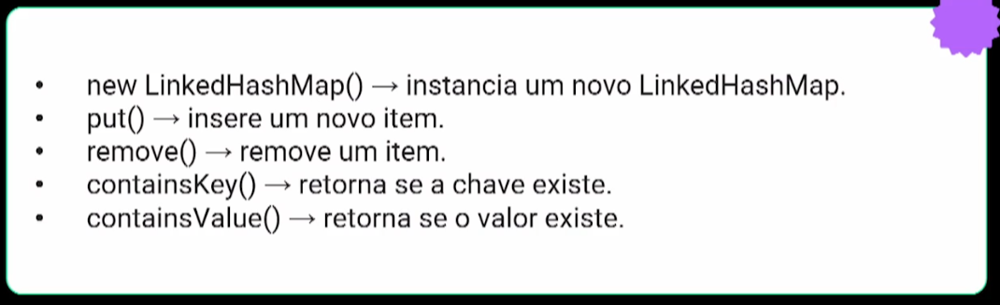 • new LinkedHashMap() → instancia um novo LinkedHashMap.
• put() → insere um novo item.
• remove() → remove um item.
• containsKey() → retorna se a chave existe.
• containsValue() → retorna se o valor existe.